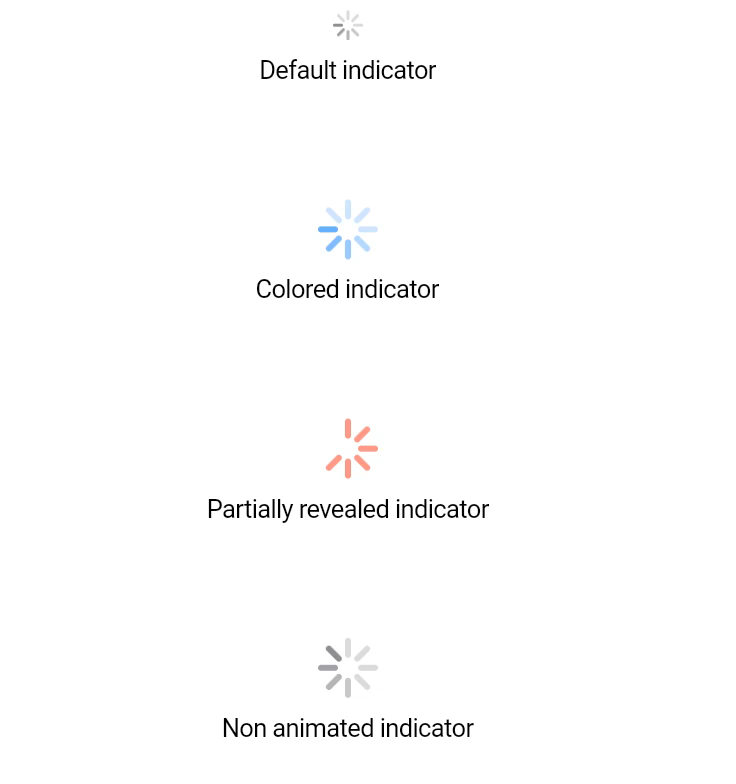 Default indicator
Colored indicator
Partially revealed indicator
Non animated indicator